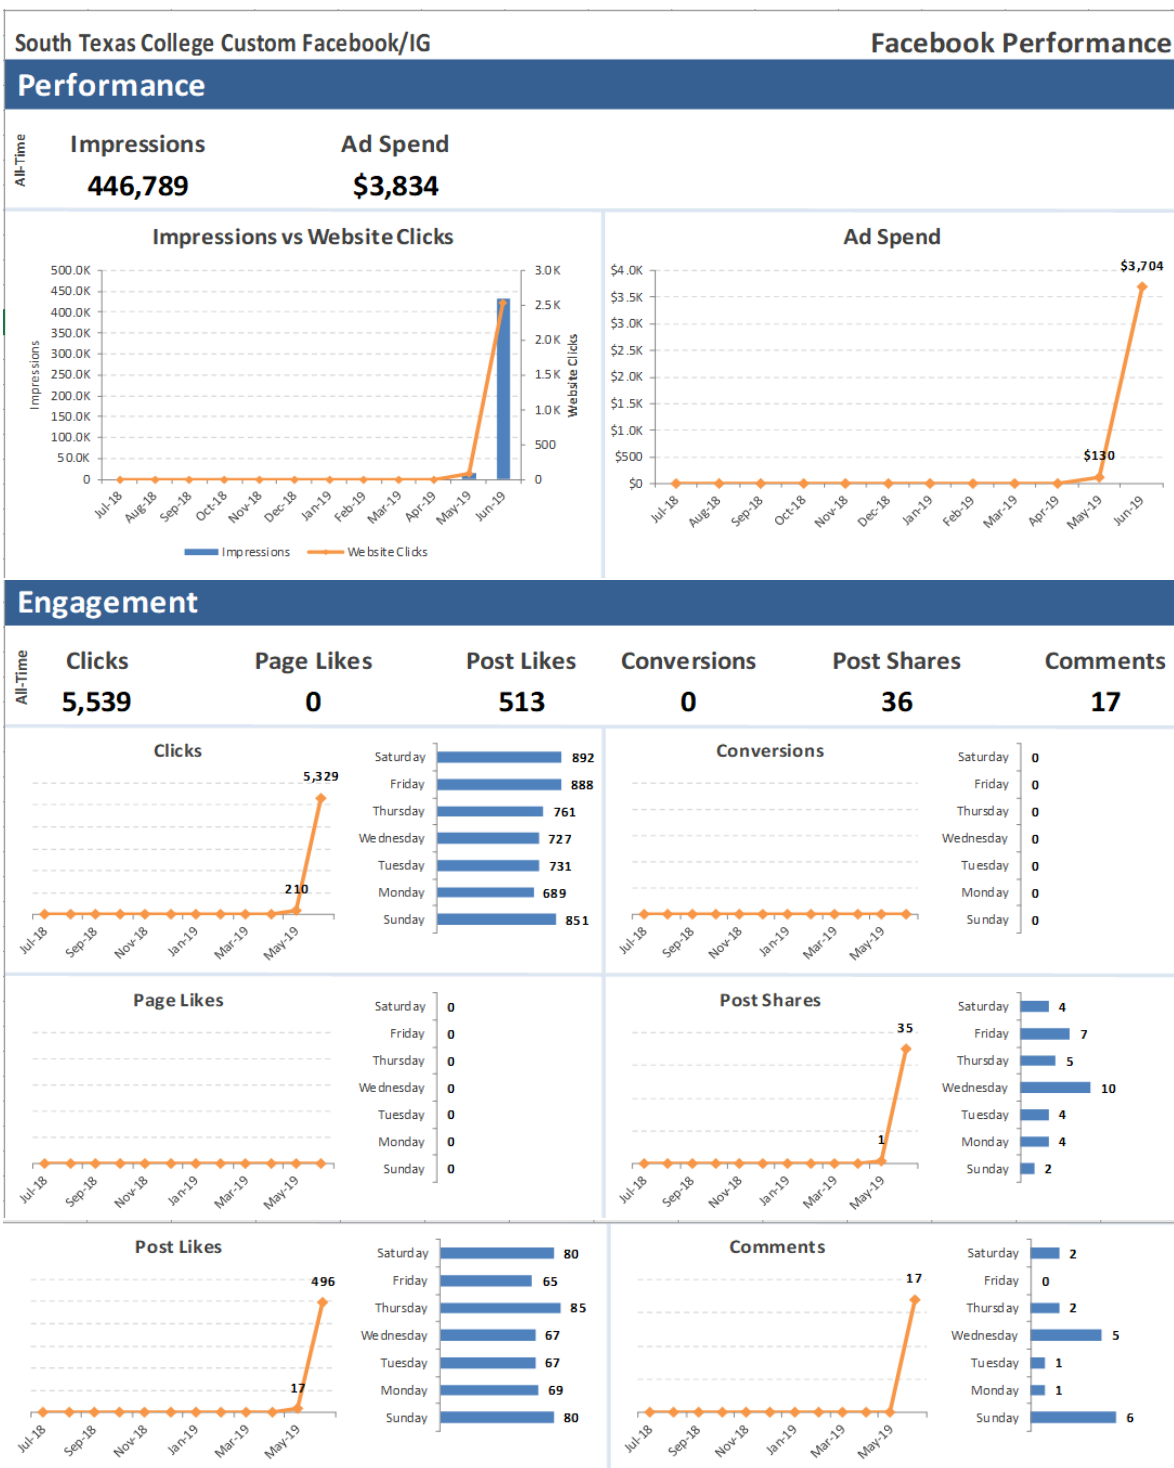 South Texas College Custom Facebook/IG
Facebook Performance
Performance
All-Time
Impressions
Ad Spend
446,789
$3,834
Impressions vs Website Clicks
500.0K
450.0K
400.0K
350.0K
300.0K
250.0K
200.0K
150.0K
100.0K
50.0K
0
Impressions
3.0K
2.5K
2.0K
1.5K
1.0K
500
0
Website Clicks
Jul-18
Aug-18
Sep-18
Oct-18
Nov-18
Dec-18
Jan-19
Feb-19
Mar-19
Apr-19
May-19
Jun-19
Impressions
Website Clicks
Ad Spend
$4.0K
$3.5K
$3.0K
$2.5K
$2.0K
$1.5K
$1.0K
$500
$0
$130
$3,704
Jul-18
Aug-18
Sep-18
Oct-18
Nov-18
Dec-18
Jan-19
Feb-19
Mar-19
Apr-19
May-19
Jun-19
Engagement
All-Time
Clicks
Page Likes
Post Likes
Conversions
Post Shares
Comments
5,539
0
513
0
36
17
Clicks
5,329
210
Jul-18
Sep-18
Nov-18
Jan-19
Mar-19
May-19
Saturday 892
Friday 888
Thursday 761
Wednesday 727
Tuesday 731
Monday 689
Sunday 851
Conversions
Jul-18
Sep-18
Nov-18
Jan-19
Mar-19
May-19
Saturday 0
Friday 0
Thursday 0
Wednesday 0
Tuesday 0
Monday 0
Sunday 0
Page Likes
Jul-18
Sep-18
Nov-18
Jan-19
Mar-19
May-19
Saturday 0
Friday 0
Thursday 0
Wednesday 0
Tuesday 0
Monday 0
Sunday 0
Post Shares
35
1
Jul-18
Sep-18
Nov-18
Jan-19
Mar-19
May-19
Saturday 4
Friday 7
Thursday 5
Wednesday 10
Tuesday 4
Monday 4
Sunday 2
Post Likes
496
17
Jul-18
Sep-18
Nov-18
Jan-19
Mar-19
May-19
Saturday 80
Friday 65
Thursday 85
Wednesday 67
Tuesday 67
Monday 69
Sunday 80
Comments
17
Jul-18
Sep-18
Nov-18
Jan-19
Mar-19
May-19
Saturday 2
Friday 0
Thursday 2
Wednesday 5
Tuesday 1
Monday 1
Sunday 6